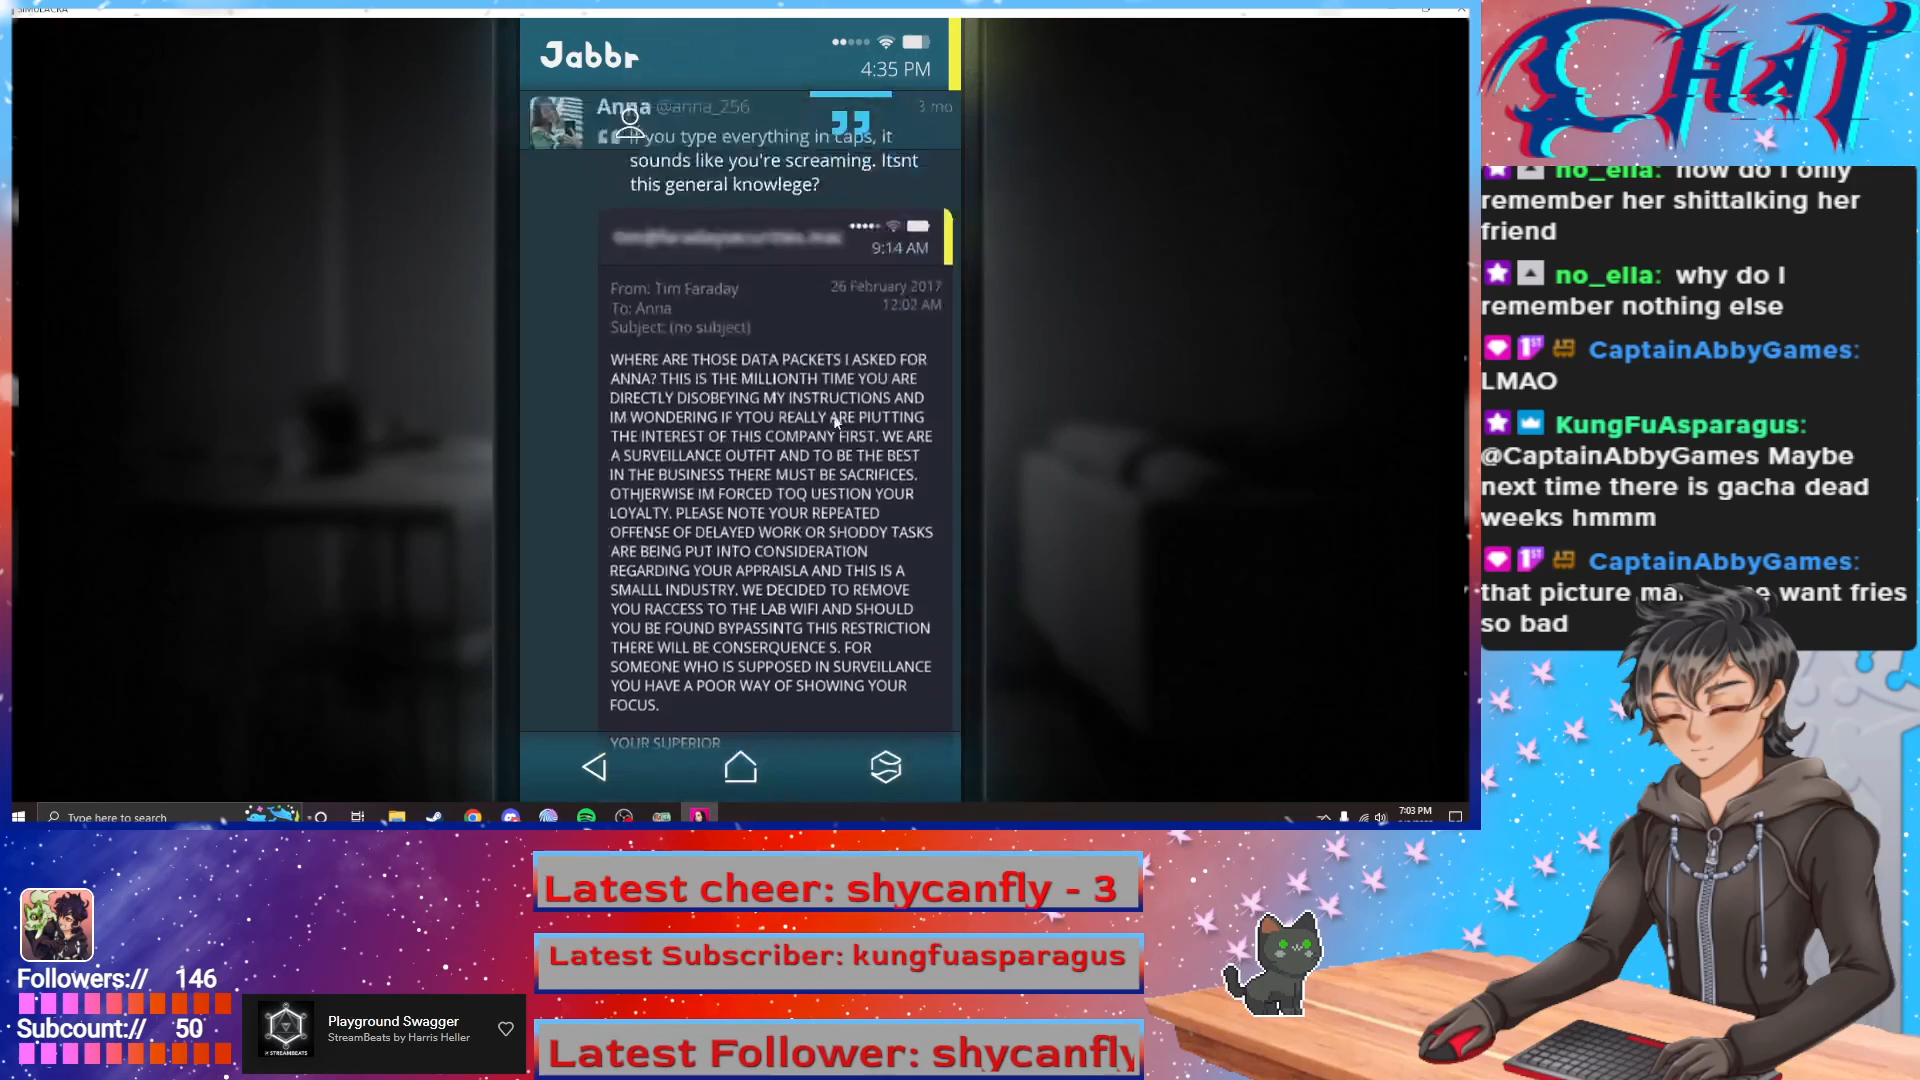 SIMULACRA
Jabbr
4:35 PM
Anna @anna_256
3 mo
If you type everything in caps, it
sounds like you're screaming. Itsnt
this general knowlege?
9:14 AM
From: Tim Faraday
26 February 2017
To: Anna
12:02 AM
Subject: (no subject)
WHERE ARE THOSE DATA PACKETS I ASKED FOR
ANNA? THIS IS THE MILLIONTH TIME YOU ARE
DIRECTLY DISOBEYING MY INSTRUCTIONS AND
IM WONDERING IF YTOU REALLY ARE PIUTTING
THE INTEREST OF THIS COMPANY FIRST. WE ARE
A SURVEILLANCE OUTFIT AND TO BE THE BEST
IN THE BUSINESS THERE MUST BE SACRIFICES.
OTHJERWISE IM FORCED TOQ UESTION YOUR
LOYALTY. PLEASE NOTE YOUR REPEATED
OFFENSE OF DELAYED WORK OR SHODDY TASKS
ARE BEING PUT INTO CONSIDERATION
REGARDING YOUR APPRAISLA AND THIS IS A
SMALLL INDUSTRY. WE DECIDED TO REMOVE
YOU RACCESS TO THE LAB WIFI AND SHOULD
YOU BE FOUND BYPASSINTG THIS RESTRICTION
THERE WILL BE CONSERQUENCE S. FOR
SOMEONE WHO IS SUPPOSED IN SURVEILLANCE
YOU HAVE A POOR WAY OF SHOWING YOUR
FOCUS.
YOUR SUPERIOR
Type here to search
7:03 PM
CHAT
no_ella: how do I only
remember her shittalking her
friend
no_ella: why do I
remember nothing else
CaptainAbbyGames:
LMAO
KungFuAsparagus:
@CaptainAbbyGames Maybe
next time there is gacha dead
weeks hmmm
CaptainAbbyGames:
that picture want fries
so bad
Followers:// 146
Subcount:// 50
STREAMBEATS
Playground Swagger
StreamBeats by Harris Heller
Latest cheer: shycanfly - 3
Latest Subscriber: kungfuasparagus
Latest Follower: shycanfly